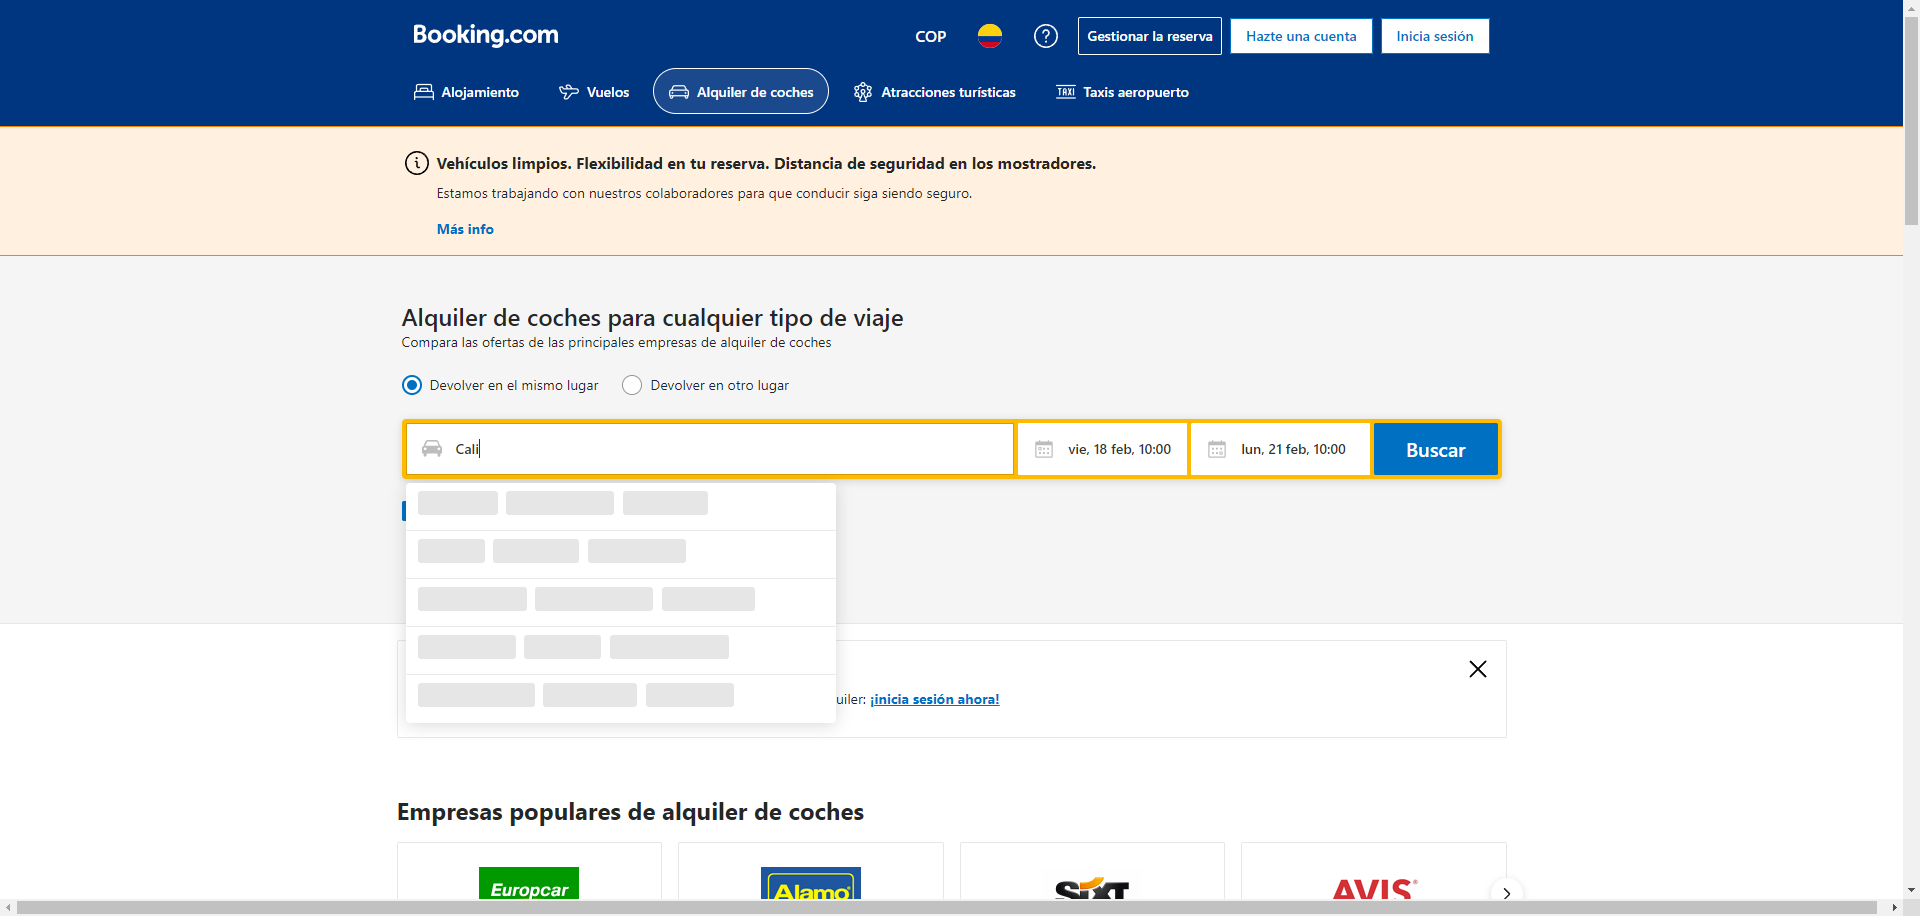 Booking.com
COP
Gestionar la reserva
Hazte una cuenta
Inicia sesión
Alojamiento
Vuelos
Alquiler de coches
Atracciones turísticas
TAXI
Taxis aeropuerto
Vehículos limpios. Flexibilidad en tu reserva. Distancia de seguridad en los mostradores.
Estamos trabajando con nuestros colaboradores para que conducir siga siendo seguro.
Más info
Alquiler de coches para cualquier tipo de viaje
Compara las ofertas de las principales empresas de alquiler de coches
Devolver en el mismo lugar
Devolver en otro lugar
Cali
vie, 18 feb, 10:00
lun, 21 feb, 10:00
Buscar
uiler: ¡inicia sesión ahora!
Empresas populares de alquiler de coches
Europcar
Alamo
SIXT
AVIS